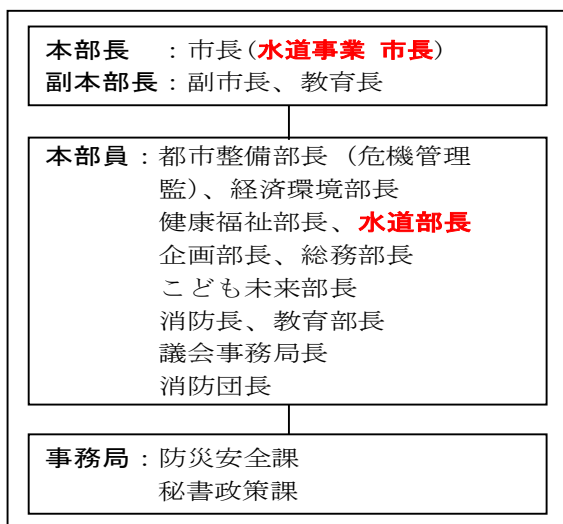 本部長　：市長（水道事業 市長）
副本部長：副市長、教育長
本部員：都市整備部長（危機管理
監）、経済環境部長
健康福祉部長、水道部長
企画部長、総務部長
こども未来部長
消防長、教育部長
議会事務局長
消防団長
事務局：防災安全課
秘書政策課